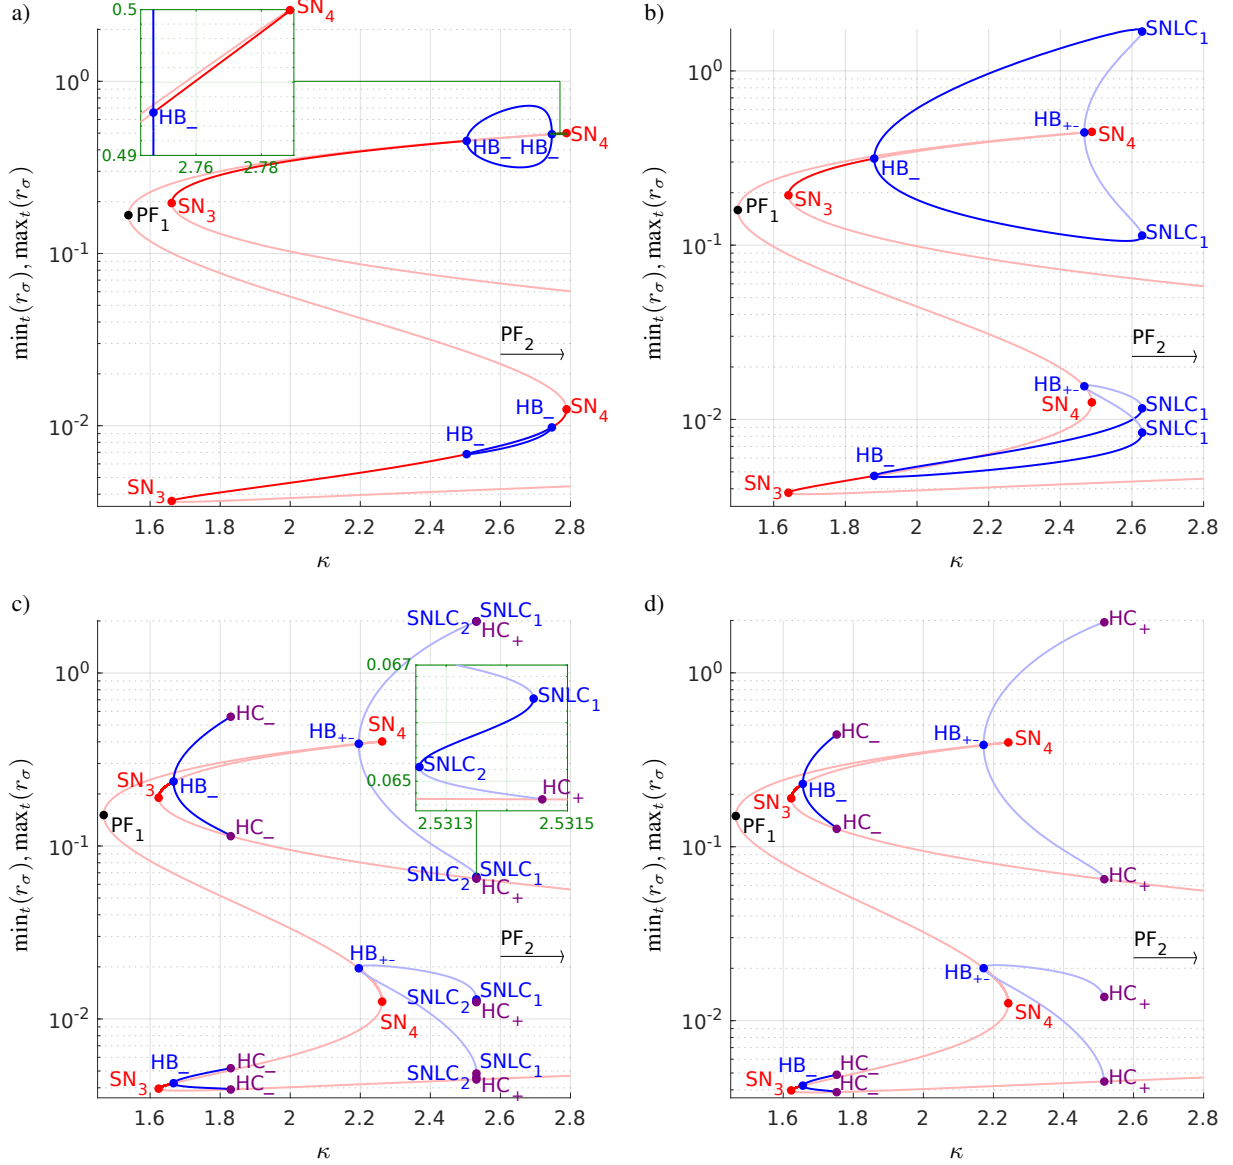 a)
0.5
SN4
HB_
0.49
2.76
2.78
10^0
HB_
HB_
SN4
PF1
SN3
10^-1
PF2
HB_
SN4
HB_
10^-2
SN3
min_t(r_σ), max_t(r_σ)
1.6
2
2.2
2.4
2.6
2.8
κ
b)
SNLC1
10^0
HB+-
SN4
HB_
SN3
PF1
SNLC1
10^-1
PF2
HB+-
SN4
SNLC1
SNLC1
10^-2
HB_
SN3
min_t(r_σ), max_t(r_σ)
1.6
1.8
2
2.2
2.4
2.6
2.8
κ
c)
SNLC2
SNLC1
HC+
10^0
0.067
SNLC1
SNLC2
0.065
HC+
2.5313
2.5315
HC_
SN4
HB+-
SN3
HB_
PF1
HC_
10^-1
SNLC2
SNLC1
HC+
PF2
HB+-
SNLC2
SNLC1
HC+
SN4
10^-2
HB_
HC_
SN3
HC_
SNLC2
SNLC1
HC+
min_t(r_σ), max_t(r_σ)
1.6
1.8
2
2.2
2.4
2.6
2.8
κ
d)
HC+
10^0
HC_
HB+-
SN4
SN3
HB_
PF1
HC_
10^-1
HC+
PF2
HB+-
HC+
SN4
10^-2
HB_
HC_
SN3
HC_
HC+
min_t(r_σ), max_t(r_σ)
1.6
1.8
2
2.2
2.4
2.6
2.8
κ